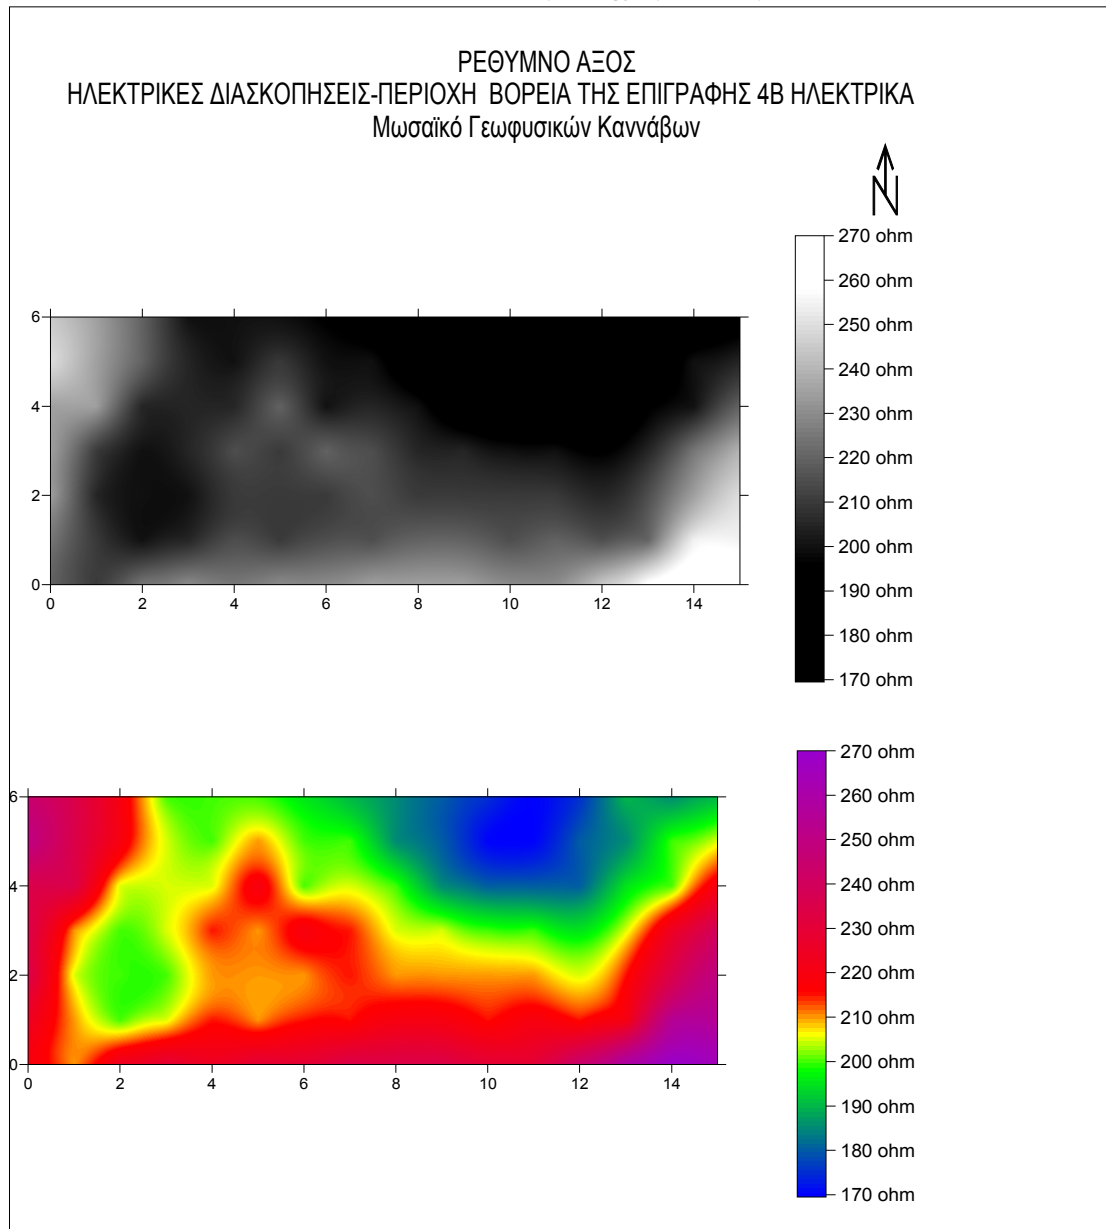 ΡΕΘΥΜΝΟ ΑΞΟΣ
ΗΛΕΚΤΡΙΚΕΣ ΔΙΑΣΚΟΠΗΣΕΙΣ-ΠΕΡΙΟΧΗ ΒΟΡΕΙΑ ΤΗΣ ΕΠΙΓΡΑΦΗΣ 4Β ΗΛΕΚΤΡΙΚΑ
Μωσαϊκό Γεωφυσικών Καννάβων
N
270 ohm
260 ohm
250 ohm
240 ohm
230 ohm
220 ohm
210 ohm
200 ohm
190 ohm
180 ohm
170 ohm
6
4
2
0
0 2 4 6 8 10 12 14
270 ohm
260 ohm
250 ohm
240 ohm
230 ohm
220 ohm
210 ohm
200 ohm
190 ohm
180 ohm
170 ohm
6
4
2
0
0 2 4 6 8 10 12 14